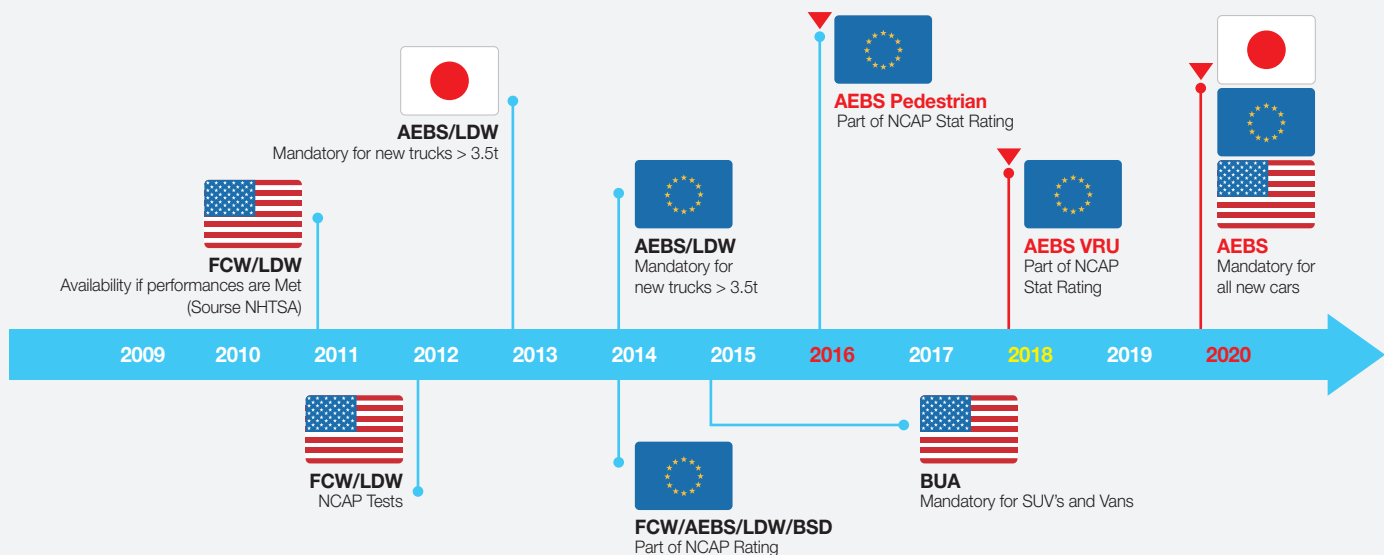 AEBS/LDW
Mandatory for new trucks > 3.5t
FCW/LDW
Availability if performances are Met
(Sourse NHTSA)
AEBS/LDW
Mandatory for
new trucks > 3.5t
AEBS Pedestrian
Part of NCAP Stat Rating
AEBS VRU
Part of NCAP
Stat Rating
AEBS
Mandatory for
all new cars
2009 2010 2011 2012 2013 2014 2015 2016 2017 2018 2019 2020
FCW/LDW
NCAP Tests
FCW/AEBS/LDW/BSD
Part of NCAP Rating
BUA
Mandatory for SUV's and Vans